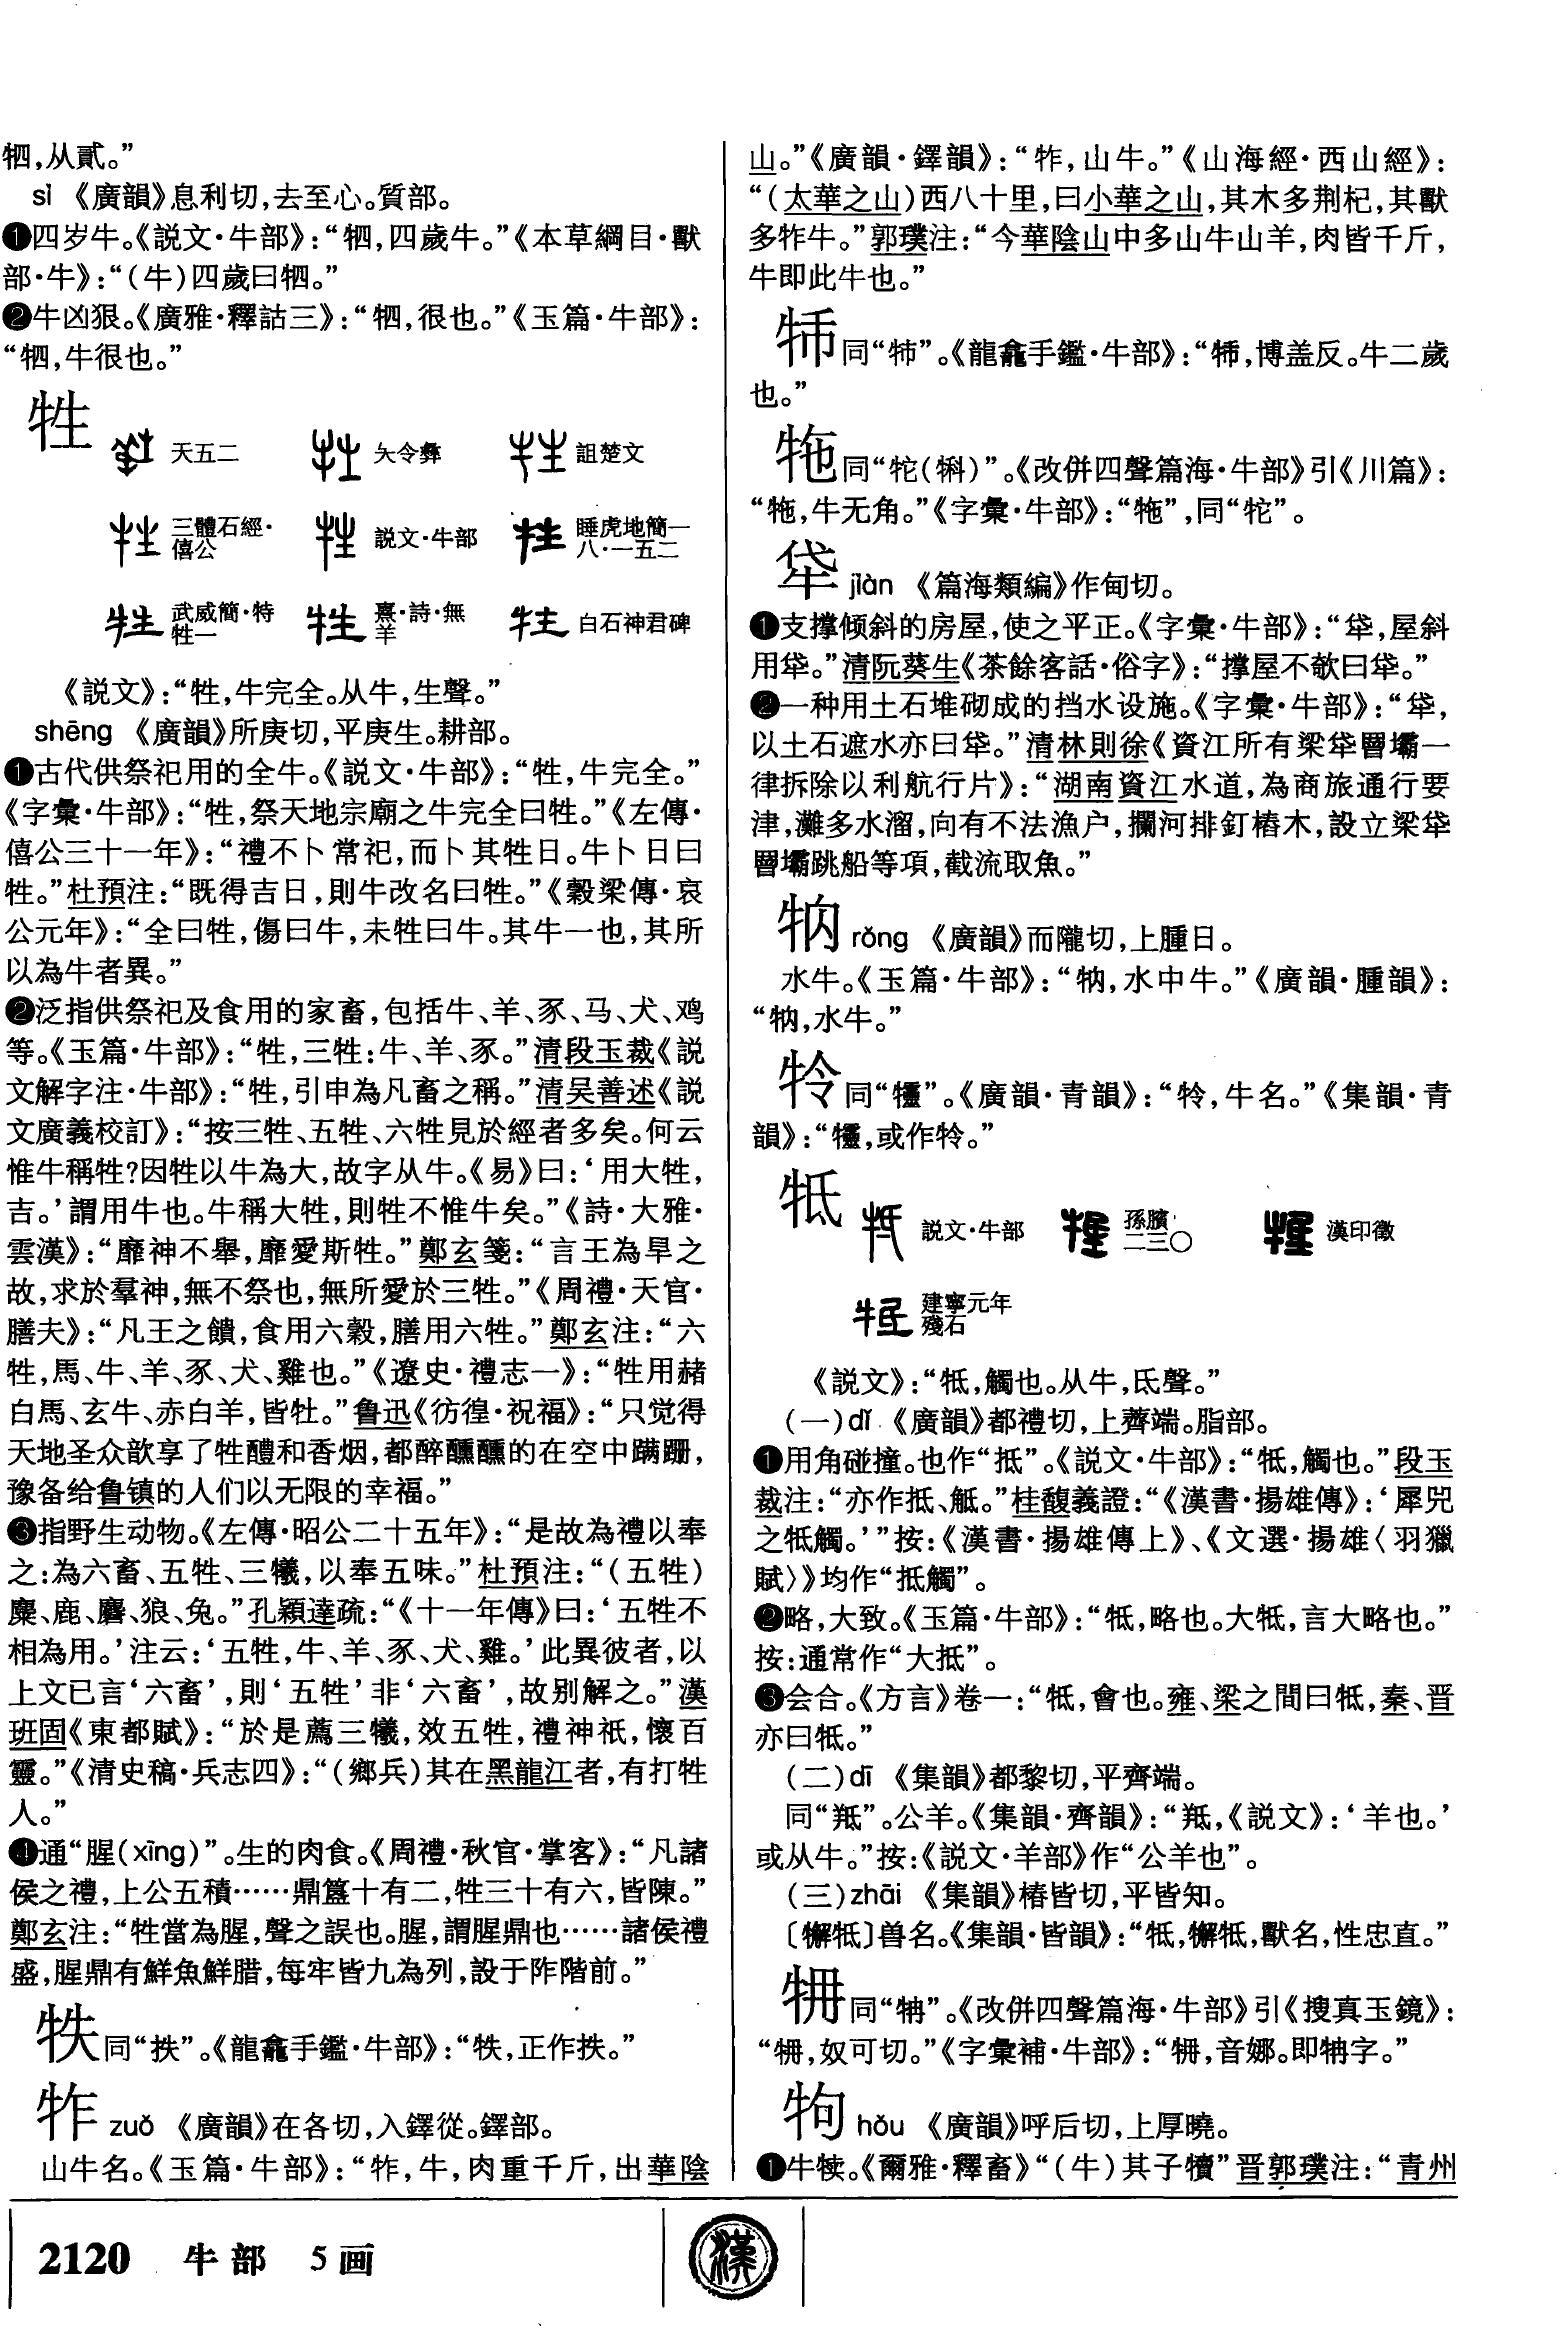 牭,从貳。”
sì 《廣韻》息利切,去至心。質部。
❶四岁牛。《説文·牛部》:“牭,四歲牛。”《本草綱目·獸
部·牛》:“(牛)四歲曰牭。”
❷牛凶狠。《廣雅·釋詁三》:“牭,很也。”《玉篇·牛部》:
“牭,牛很也。”
牲
天五二 夨令彝 詛楚文
三體石經·僖公 説文·牛部 睡虎地簡一八·一五二
武威簡·特牲一 熹·詩·無羊 白石神君碑
《説文》:“牲,牛完全。从牛,生聲。”
shēng 《廣韻》所庚切,平庚生。耕部。
❶古代供祭祀用的全牛。《説文·牛部》:“牲,牛完全。”
《字彙·牛部》:“牲,祭天地宗廟之牛完全曰牲。”《左傳·
僖公三十一年》:“禮不卜常祀,而卜其牲日。牛卜日曰
牲。”杜預注:“既得吉日,則牛改名曰牲。”《穀梁傳·哀
公元年》:“全曰牲,傷曰牛,未牲曰牛。其牛一也,其所
以為牛者異。”
❷泛指供祭祀及食用的家畜,包括牛、羊、豕、马、犬、鸡
等。《玉篇·牛部》:“牲,三牲:牛、羊、豕。”清段玉裁《説
文解字注·牛部》:“牲,引申為凡畜之稱。”清吴善述《説
文廣義校訂》:“按三牲、五牲、六牲見於經者多矣。何云
惟牛稱牲?因牲以牛為大,故字从牛。《易》曰:‘用大牲,
吉。’謂用牛也。牛稱大牲,則牲不惟牛矣。”《詩·大雅·
雲漢》:“靡神不舉,靡愛斯牲。”鄭玄箋:“言王為旱之
故,求於羣神,無不祭也,無所愛於三牲。”《周禮·天官·
膳夫》:“凡王之饋,食用六穀,膳用六牲。”鄭玄注:“六
牲,馬、牛、羊、豕、犬、雞也。”《遼史·禮志一》:“牲用赭
白馬、玄牛、赤白羊,皆牡。”鲁迅《彷徨·祝福》:“只觉得
天地圣众歆享了牲醴和香烟,都醉醺醺的在空中蹒跚,
豫备给鲁镇的人们以无限的幸福。”
❸指野生动物。《左傳·昭公二十五年》:“是故為禮以奉
之:為六畜、五牲、三犧,以奉五味。”杜預注:“(五牲)
麋、鹿、麏、狼、兔。”孔穎達疏:“《十一年傳》曰:‘五牲不
相為用。’注云:‘五牲,牛、羊、豕、犬、雞。’此異彼者,以
上文已言‘六畜’,則‘五牲’非‘六畜’,故别解之。”漢
班固《東都賦》:“於是薦三犧,效五牲,禮神祇,懷百
靈。”《清史稿·兵志四》:“(鄉兵)其在黑龍江者,有打牲
人。”
❹通“腥(xīng)”。生的肉食。《周禮·秋官·掌客》:“凡諸
侯之禮,上公五積……鼎簋十有二,牲三十有六,皆陳。”
鄭玄注:“牲當為腥,聲之誤也。腥,謂腥鼎也……諸侯禮
盛,腥鼎有鮮魚鮮腊,每牢皆九為列,設于阼階前。”
牫同“抶”。《龍龕手鑑·牛部》:“牫,正作抶。”
㸲 zuó 《廣韻》在各切,入鐸從。鐸部。
山牛名。《玉篇·牛部》:“㸲,牛,肉重千斤,出華陰
山。”《廣韻·鐸韻》:“㸲,山牛。”《山海經·西山經》:
“(太華之山)西八十里,曰小華之山,其木多荆杞,其獸
多㸲牛。”郭璞注:“今華陰山中多山牛山羊,肉皆千斤,
牛即此牛也。”
㸬同“㸬”。《龍龕手鑑·牛部》:“㸬,博盖反。牛二歲
也。”
㸱同“牠(㸰)”。《改併四聲篇海·牛部》引《川篇》:
“㸱,牛无角。”《字彙·牛部》:“㸱”,同“牠”。
牮 jiàn 《篇海類編》作甸切。
❶支撑倾斜的房屋,使之平正。《字彙·牛部》:“牮,屋斜
用牮。”清阮葵生《茶餘客話·俗字》:“撑屋不欹曰牮。”
❷一种用土石堆砌成的挡水设施。《字彙·牛部》:“牮,
以土石遮水亦曰牮。”清林則徐《資江所有梁牮罾壩一
律拆除以利航行片》:“湖南資江水道,為商旅通行要
津,灘多水溜,向有不法漁户,攔河排釘樁木,設立梁牮
罾壩跳船等項,截流取魚。”
㹎 rǒng 《廣韻》而隴切,上腫日。
水牛。《玉篇·牛部》:“㹎,水中牛。”《廣韻·腫韻》:
“㹎,水牛。”
㸳同“㸳”。《廣韻·青韻》:“㸳,牛名。”《集韻·青
韻》:“或作㸳。”
牴
説文·牛部 孫臏二三〇 漢印徵
建寧元年殘石
《説文》:“牴,觸也。从牛,氐聲。”
(一)dǐ 《廣韻》都禮切,上薺端。脂部。
❶用角碰撞。也作“抵”。《説文·牛部》:“牴,觸也。”段玉
裁注:“亦作抵、觝。”桂馥義證:“《漢書·揚雄傳》:‘犀兕
之牴觸。’”按:《漢書·揚雄傳上》、《文選·揚雄〈羽獵
賦〉》均作“抵觸”。
❷略,大致。《玉篇·牛部》:“牴,略也。大牴,言大略也。”
按:通常作“大抵”。
❸会合。《方言》卷一:“牴,會也。雍、梁之間曰牴,秦、晋
亦曰牴。”
(二)dī 《集韻》都黎切,平齊端。
同“羝”。公羊。《集韻·齊韻》:“羝,《説文》:‘羊也。’
或从牛。”按:《説文·羊部》作“公羊也”。
(三)zhāi 《集韻》椿皆切,平皆知。
〔㺍牴〕兽名。《集韻·皆韻》:“牴,獸名,性忠直。”
同“㸾”。《改併四聲篇海·牛部》引《搜真玉鏡》:
“奴可切。”《字彙補·牛部》:“音娜。即㸾字。”
㸸 hǒu 《廣韻》呼后切,上厚曉。
❶牛犊。《爾雅·釋畜》“(牛)其子犢”晋郭璞注:“青州
2120 牛部 5画
漢